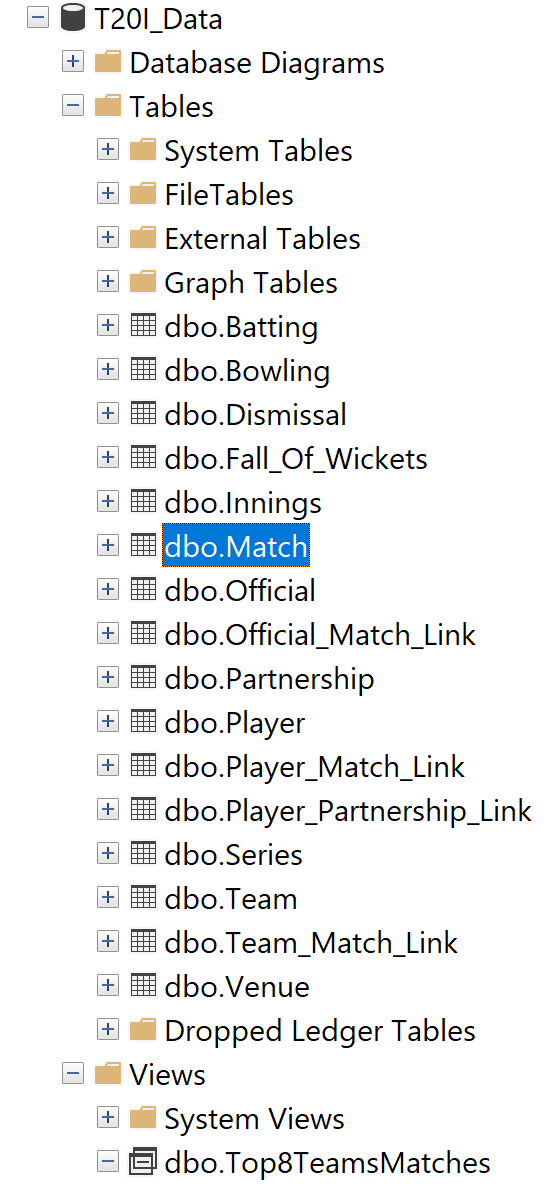 T20I_Data
Database Diagrams
Tables
System Tables
FileTables
External Tables
Graph Tables
dbo.Batting
dbo.Bowling
dbo.Dismissal
dbo.Fall_Of_Wickets
dbo.Innings
dbo.Match
dbo.Official
dbo.Official_Match_Link
dbo.Partnership
dbo.Player
dbo.Player_Match_Link
dbo.Player_Partnership_Link
dbo.Series
dbo.Team
dbo.Team_Match_Link
dbo.Venue
Dropped Ledger Tables
Views
System Views
dbo.Top8TeamsMatches